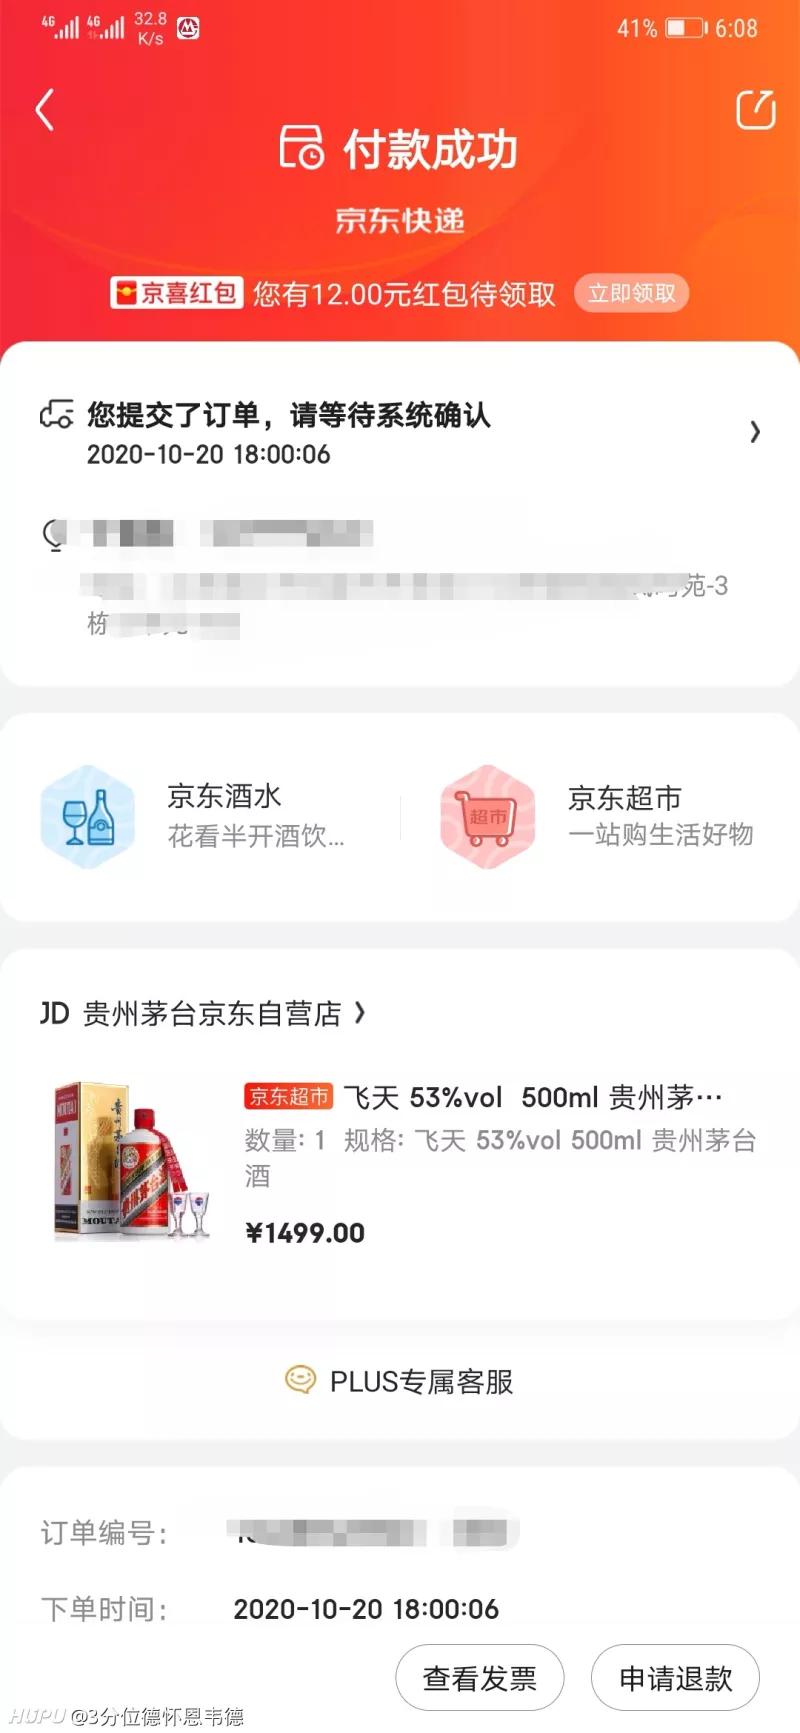 4G 4G 32.8 K/s 41% 6:08
付款成功
京东快递
京喜红包 您有12.00元红包待领取 立即领取
您提交了订单，请等待系统确认
2020-10-20 18:00:06
苑-3
栋
京东酒水
花看半开酒饮...
超市
京东超市
一站购生活好物
JD 贵州茅台京东自营店
京东超市 飞天 53%vol 500ml 贵州茅…
数量: 1 规格: 飞天 53%vol 500ml 贵州茅台
酒
MOUTAI
¥1499.00
PLUS专属客服
订单编号:
下单时间: 2020-10-20 18:00:06
查看发票 申请退款
HUPU @3分位德怀恩韦德